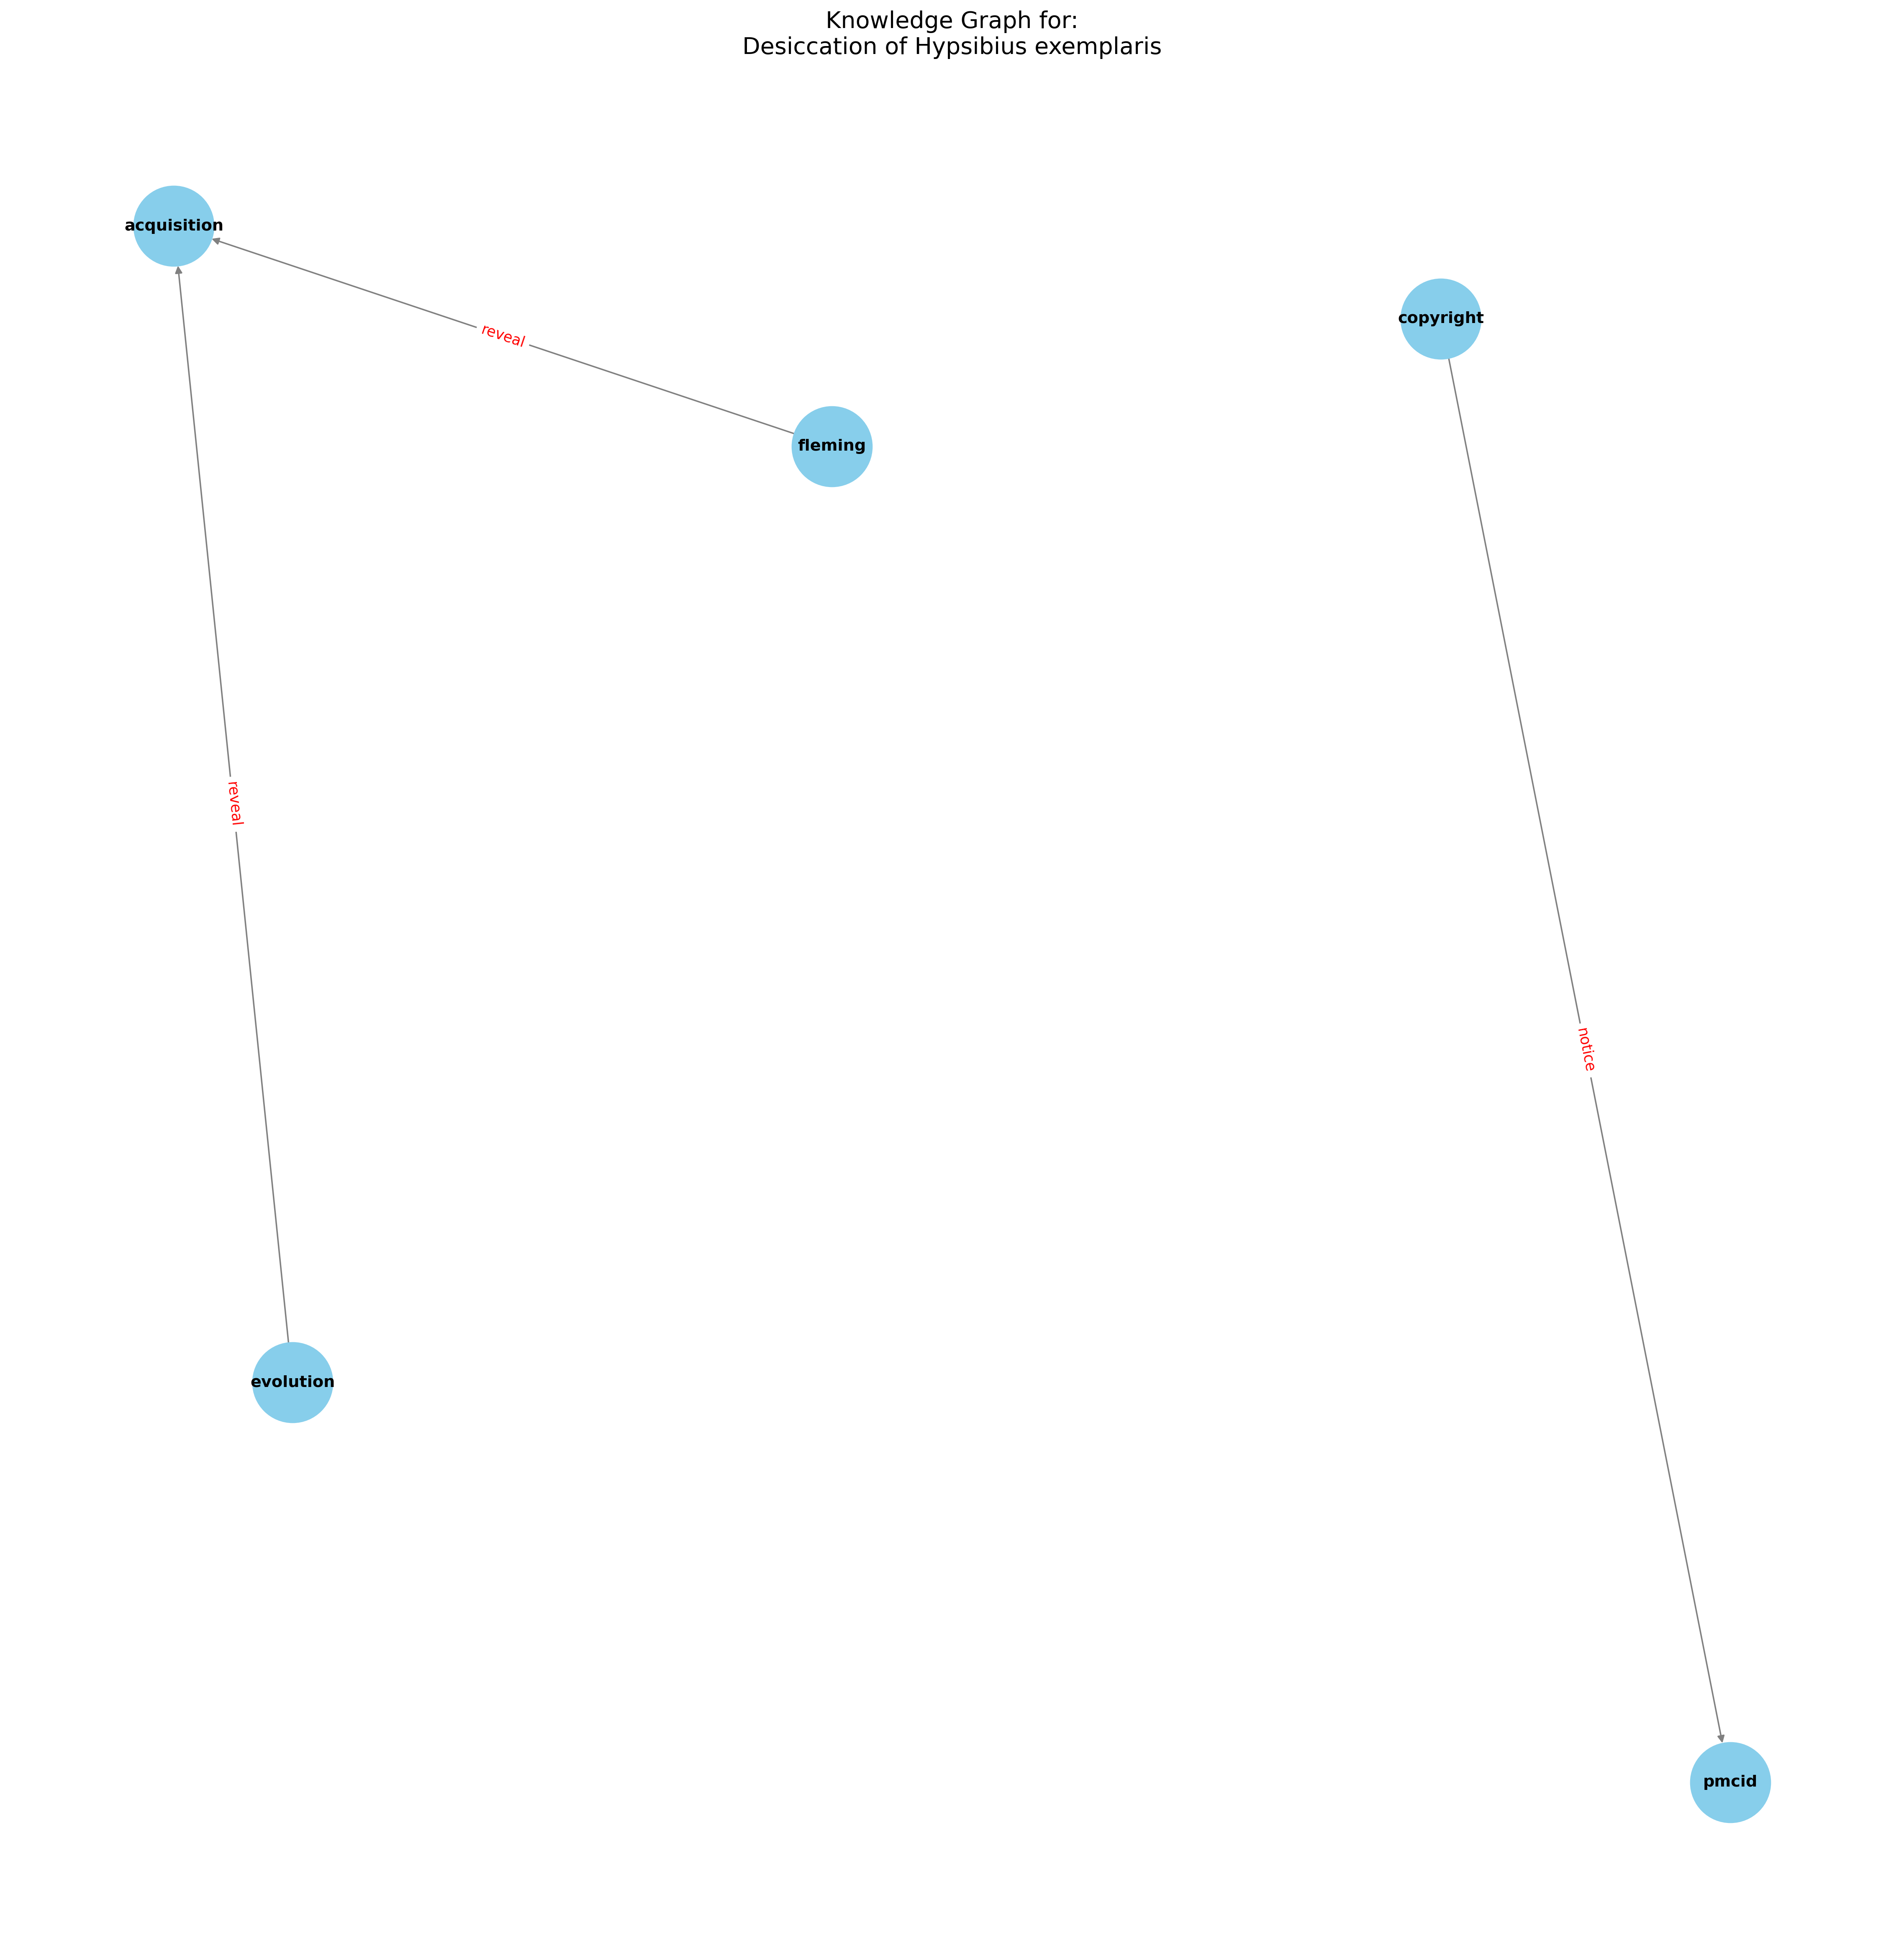 Knowledge Graph for:
Desiccation of Hypsibius exemplaris
acquisition
copyright
reveal
fleming
reveal
notice
evolution
pmcid